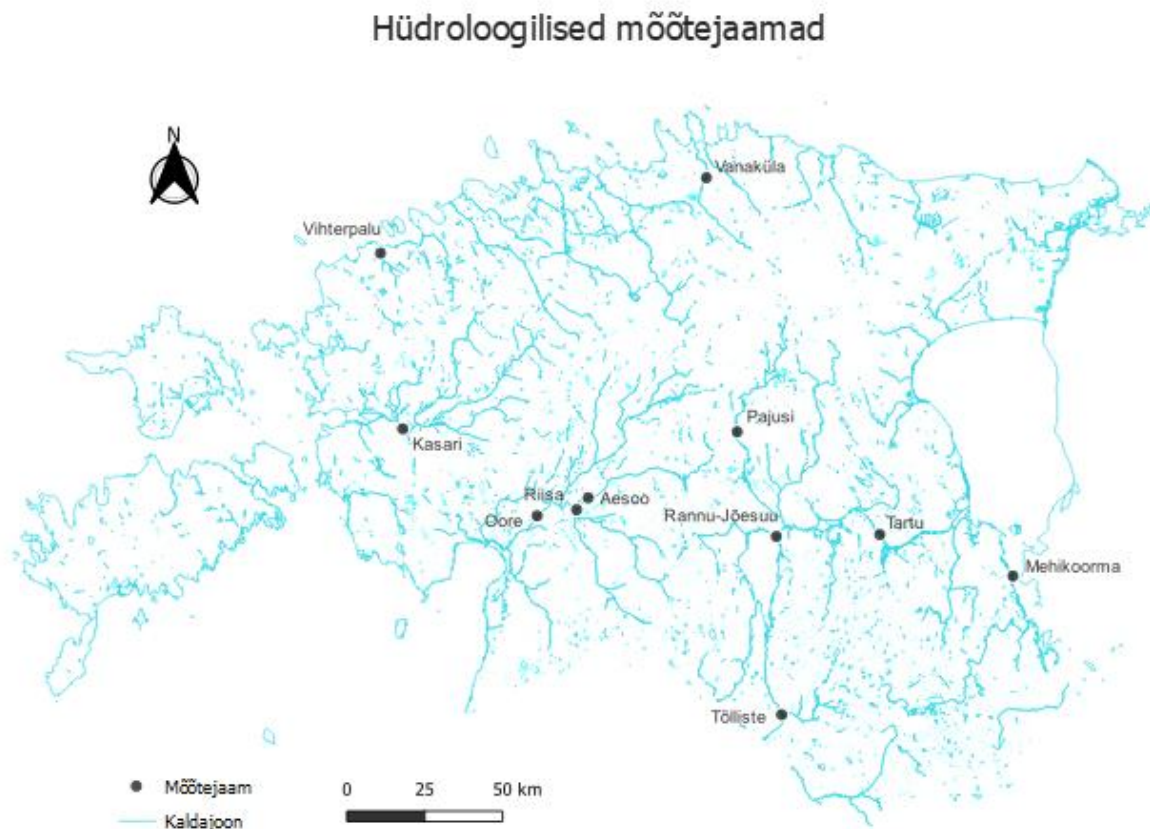 Hüdroloogilised mõõtejaamad
N
Vanaküla
Vihterpalu
Pajusi
Kasari
Riisa
Aesoo
Oore
Rannu-Jõesuu
Tartu
Mehikoorma
Tõlliste
Mõõtejaam
0 25 50 km
Kaldajoon